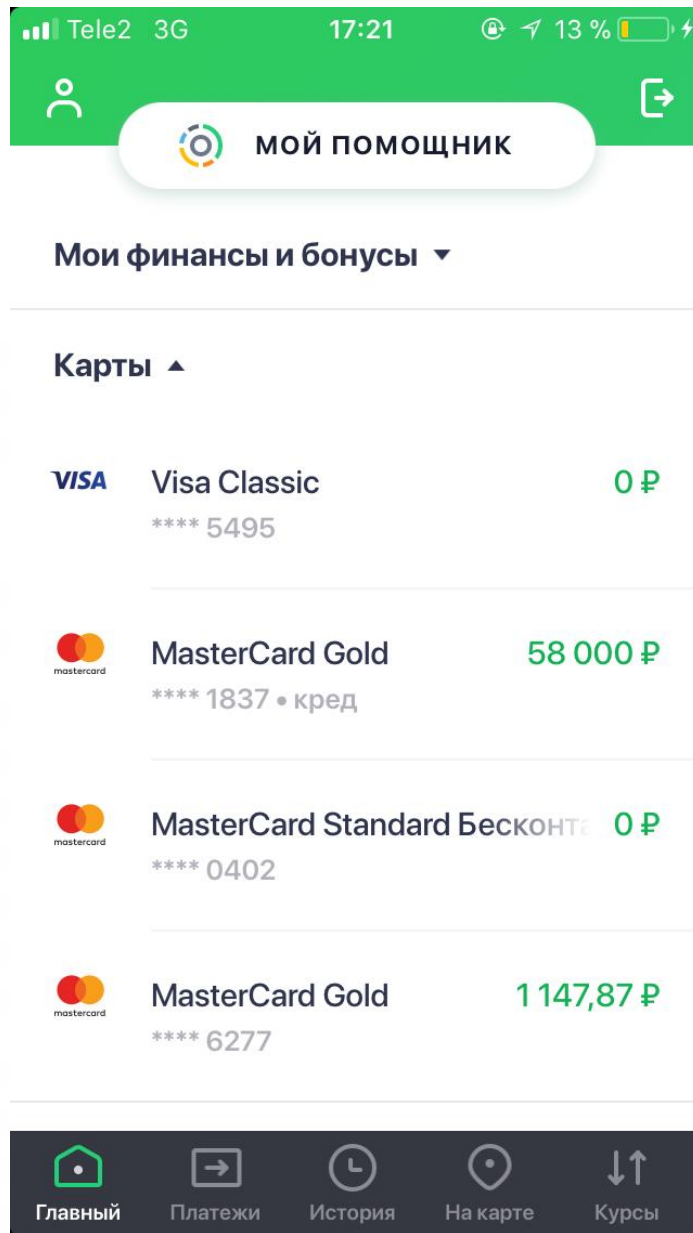 Tele2 3G 17:21 13 %
МОЙ ПОМОЩНИК
Мои финансы и бонусы
Карты
VISA Visa Classic 0 ₽
**** 5495
mastercard MasterCard Gold 58 000 ₽
**** 1837 • кред
mastercard MasterCard Standard Бесконта 0 ₽
**** 0402
mastercard MasterCard Gold 1 147,87 ₽
**** 6277
Главный Платежи История На карте Курсы